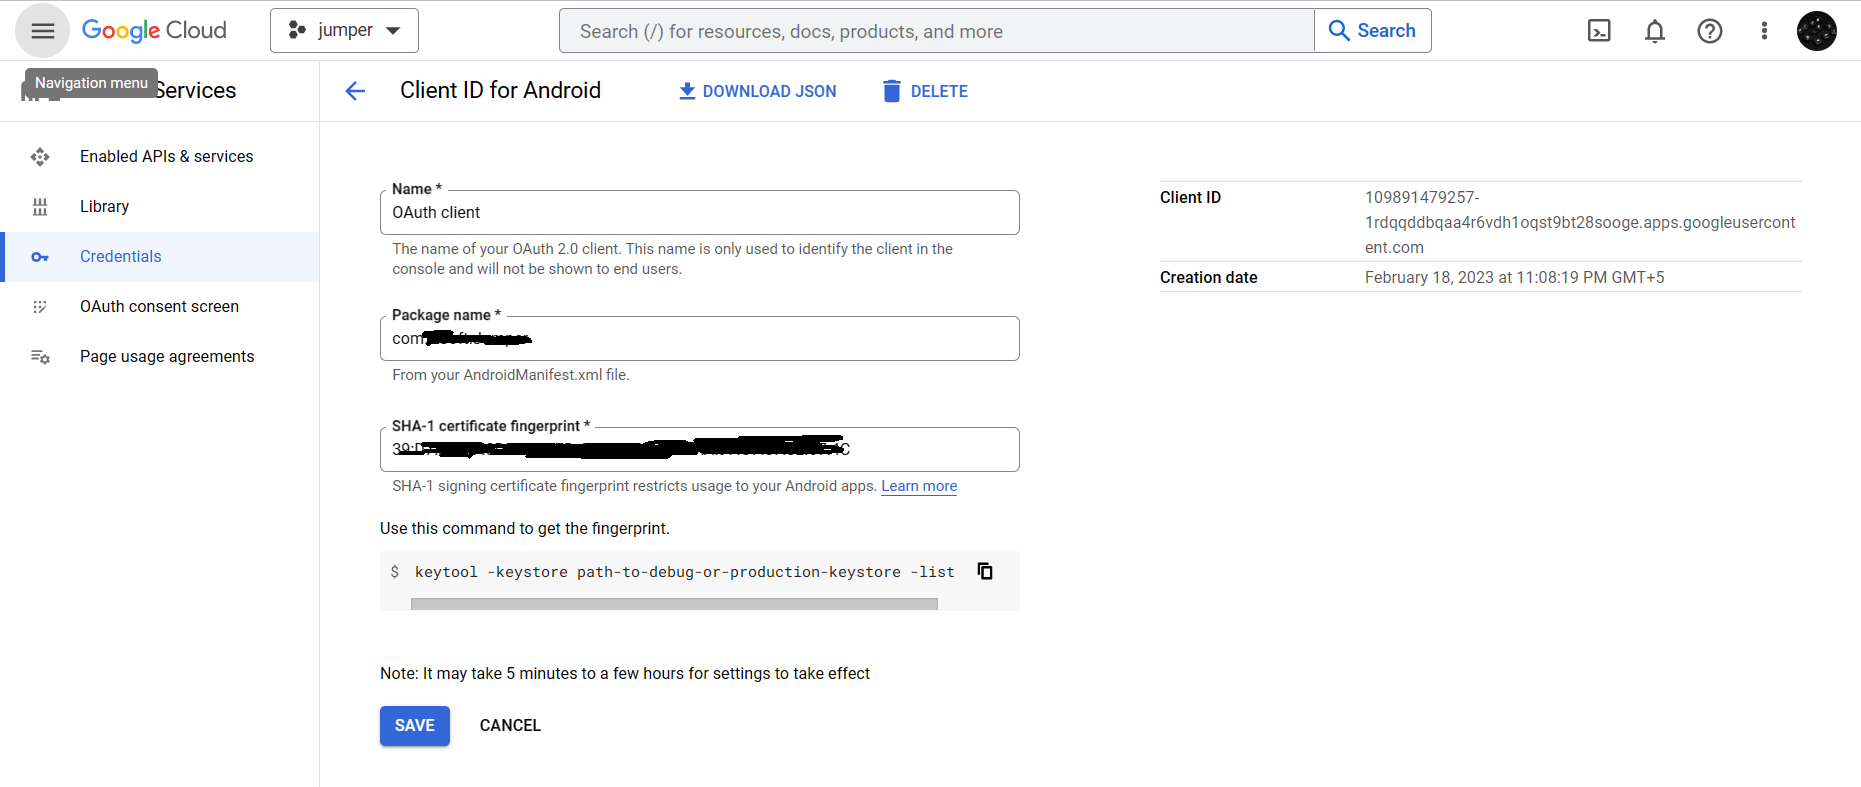 Google Cloud
jumper
Search (/) for resources, docs, products, and more
Search
Navigation menu
Services
Client ID for Android
DOWNLOAD JSON
DELETE
Enabled APIs & services
Library
Credentials
OAuth consent screen
Page usage agreements
Name *
OAuth client
The name of your OAuth 2.0 client. This name is only used to identify the client in the
console and will not be shown to end users.
Package name *
com
From your AndroidManifest.xml file.
SHA-1 certificate fingerprint *
39:D
SHA-1 signing certificate fingerprint restricts usage to your Android apps. Learn more
Use this command to get the fingerprint.
$ keytool -keystore path-to-debug-or-production-keystore -list
Note: It may take 5 minutes to a few hours for settings to take effect
SAVE
CANCEL
Client ID
109891479257-
1rdqqddbqaa4r6vdh1oqst9bt28sooge.apps.googleusercont
ent.com
Creation date
February 18, 2023 at 11:08:19 PM GMT+5